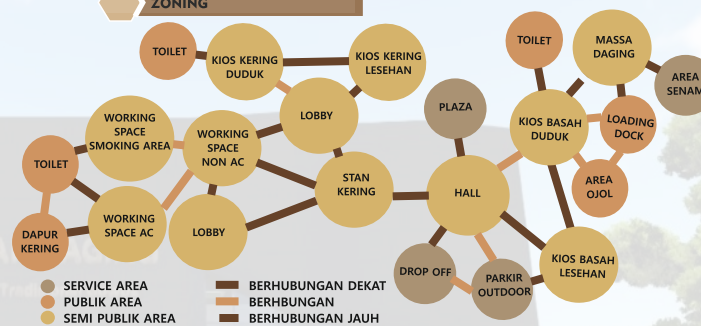 ZONING
TOILET
KIOS KERING
DUDUK
KIOS KERING
LESEHAN
TOILET
MASSA
DAGING
AREA
SENAM
WORKING
SPACE
SMOKING AREA
WORKING
SPACE
NON AC
LOBBY
PLAZA
KIOS BASAH
DUDUK
LOADING
DOCK
TOILET
STAN
KERING
HALL
AREA
OJOL
DAPUR
KERING
WORKING
SPACE AC
LOBBY
DROP OFF
PARKIR
OUTDOOR
KIOS BASAH
LESEHAN
SERVICE AREA
PUBLIK AREA
SEMI PUBLIK AREA
BERHUBUNGAN DEKAT
BERHBUNGAN
BERHUBUNGAN JAUH